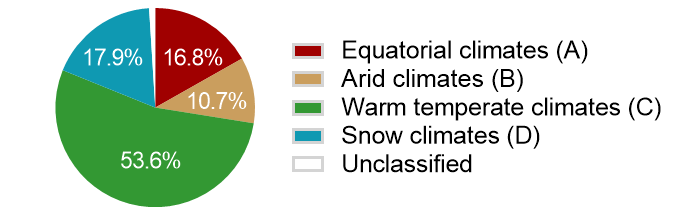 17.9%
16.8%
10.7%
53.6%
Equatorial climates (A)
Arid climates (B)
Warm temperate climates (C)
Snow climates (D)
Unclassified